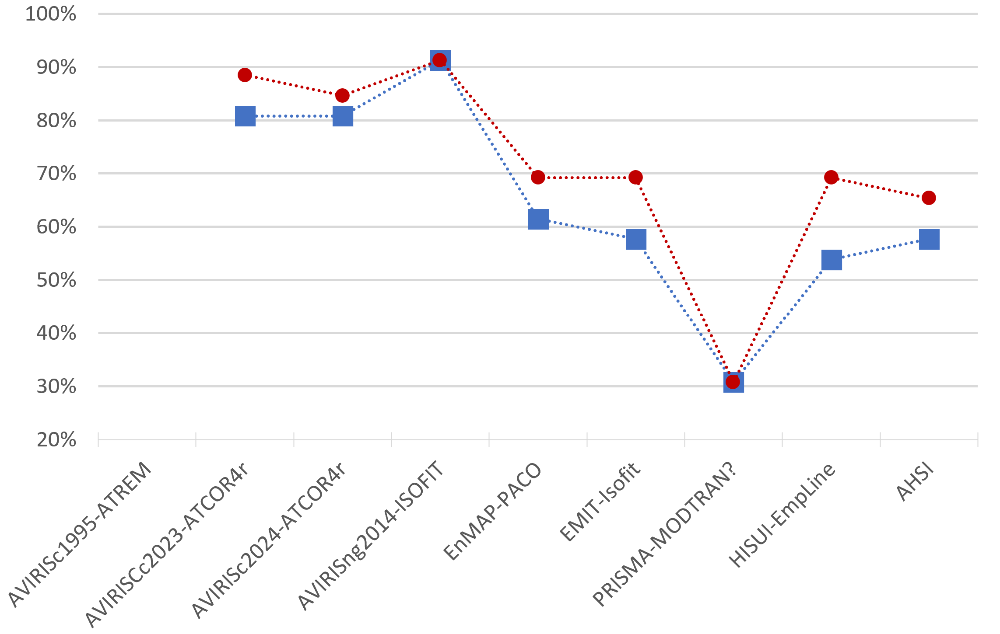 100%
90%
80%
70%
60%
50%
40%
30%
20%
AVIRISc1995-ATREM
AVIRISCc2023-ATCOR4r
AVIRISc2024-ATCOR4r
AVIRISng2014-ISOFIT
EnMAP-PACO
EMIT-Isofit
PRISMA-MODTRAN?
HISUI-EmpLine
AHSI